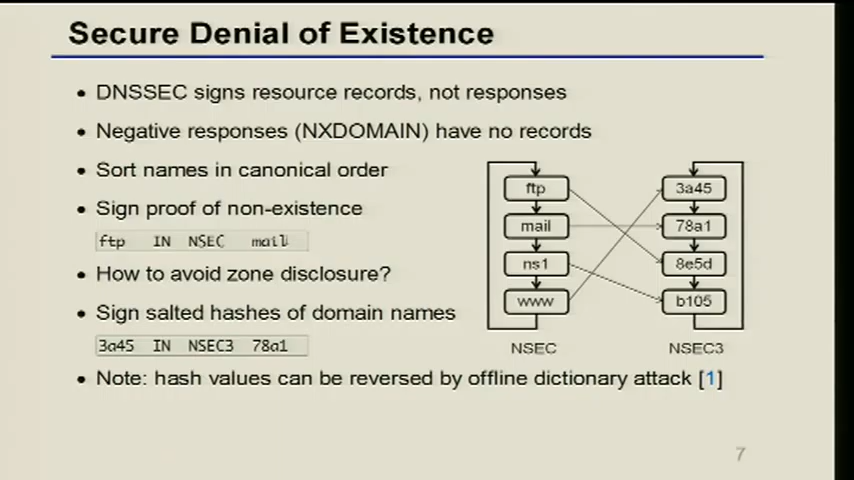 Secure Denial of Existence
• DNSSEC signs resource records, not responses
• Negative responses (NXDOMAIN) have no records
• Sort names in canonical order
• Sign proof of non-existence
ftp IN NSEC mail
• How to avoid zone disclosure?
• Sign salted hashes of domain names
3a45 IN NSEC3 78a1
• Note: hash values can be reversed by offline dictionary attack [1]
ftp
mail
ns1
www
NSEC
3a45
78a1
8e5d
b105
NSEC3
7